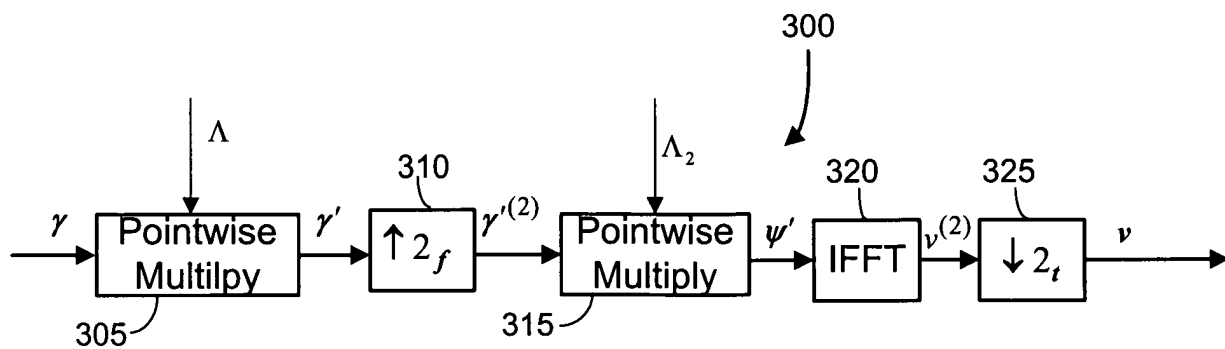 300
Λ
Λ₂
310
320
325
γ
Pointwise
Multilpy
γ′
↑ 2_f
γ′⁽²⁾
Pointwise
Multiply
ψ′
IFFT
ν⁽²⁾
↓ 2_t
ν
305
315